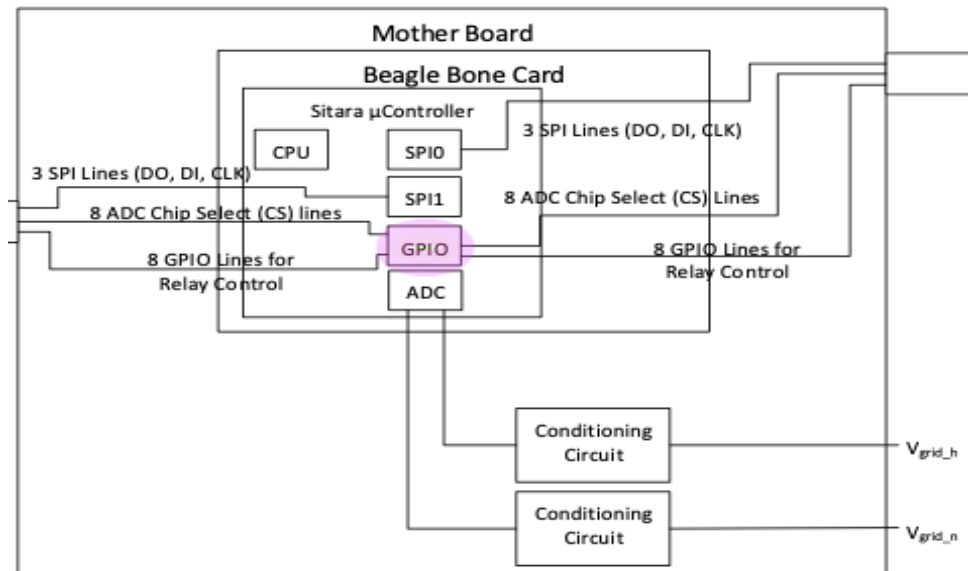 Mother Board
Beagle Bone Card
Sitara µController
CPU
SPI0
3 SPI Lines (DO, DI, CLK)
3 SPI Lines (DO, DI, CLK)
SPI1
8 ADC Chip Select (CS) Lines
8 ADC Chip Select (CS) lines
GPIO
8 GPIO Lines for
Relay Control
8 GPIO Lines for
Relay Control
ADC
Conditioning
Circuit
Vgrid_h
Conditioning
Circuit
Vgrid_n